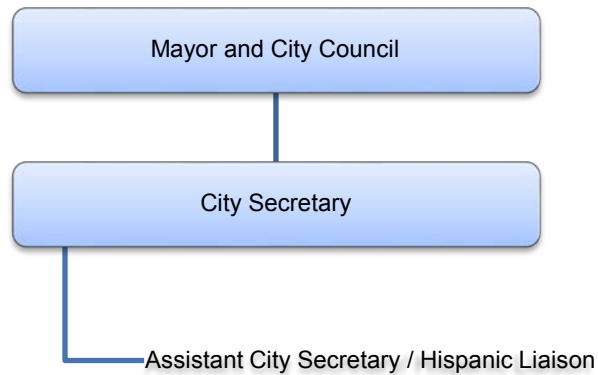 Mayor and City Council
City Secretary
Assistant City Secretary / Hispanic Liaison